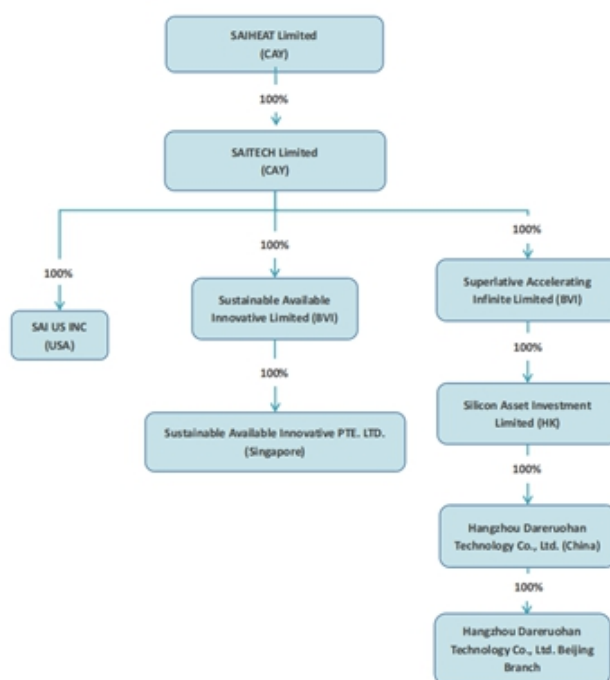 SAIHEAT Limited
(CAY)
100%
SAITECH Limited
(CAY)
100%
100%
100%
Sustainable Available
Innovative Limited (BVI)
Superlative Accelerating
Infinite Limited (BVI)
SAI US INC
(USA)
100%
100%
Sustainable Available Innovative PTE. LTD.
(Singapore)
Silicon Asset Investment
Limited (HK)
100%
Hangzhou Dareruohan
Technology Co., Ltd. (China)
100%
Hangzhou Dareruohan
Technology Co., Ltd. Beijing
Branch